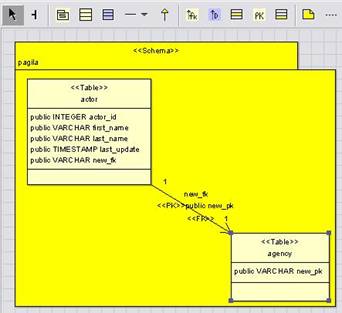 fk
D
PK
<<Schema>>
pagila
<<Table>>
actor
public INTEGER actor_id
public VARCHAR first_name
public VARCHAR last_name
public TIMESTAMP last_update
public VARCHAR new_fk
1
new_fk
<<PK>>public new_pk
<<FK>>
1
<<Table>>
agency
public VARCHAR new_pk